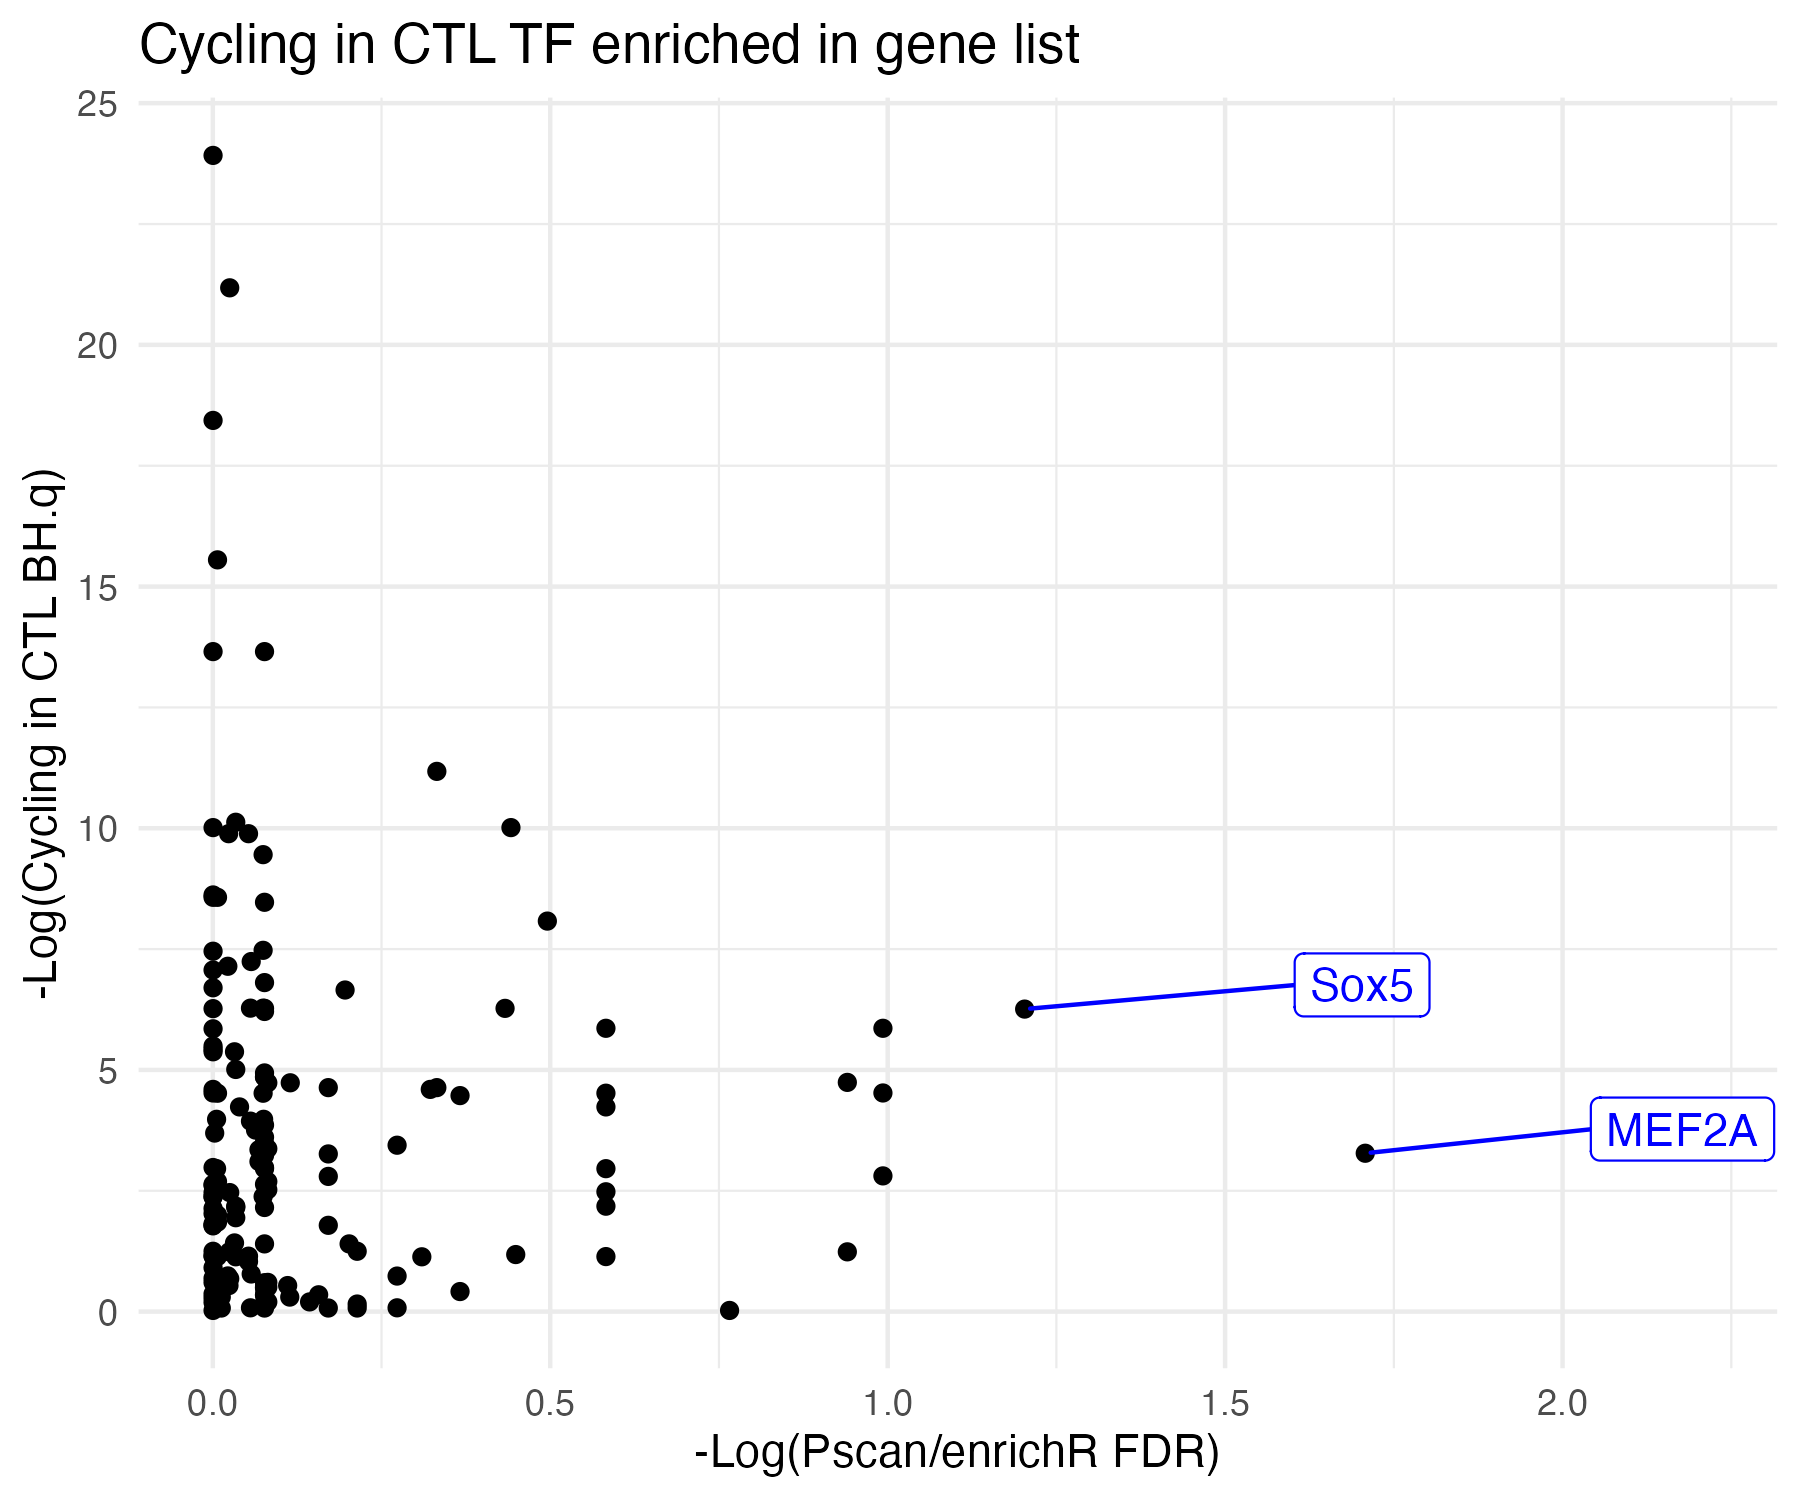 Cycling in CTL TF enriched in gene list
-Log(Cycling in CTL BH.q)
25
20
15
10
5
0
Sox5
MEF2A
0.0
0.5
1.0
1.5
2.0
-Log(Pscan/enrichR FDR)